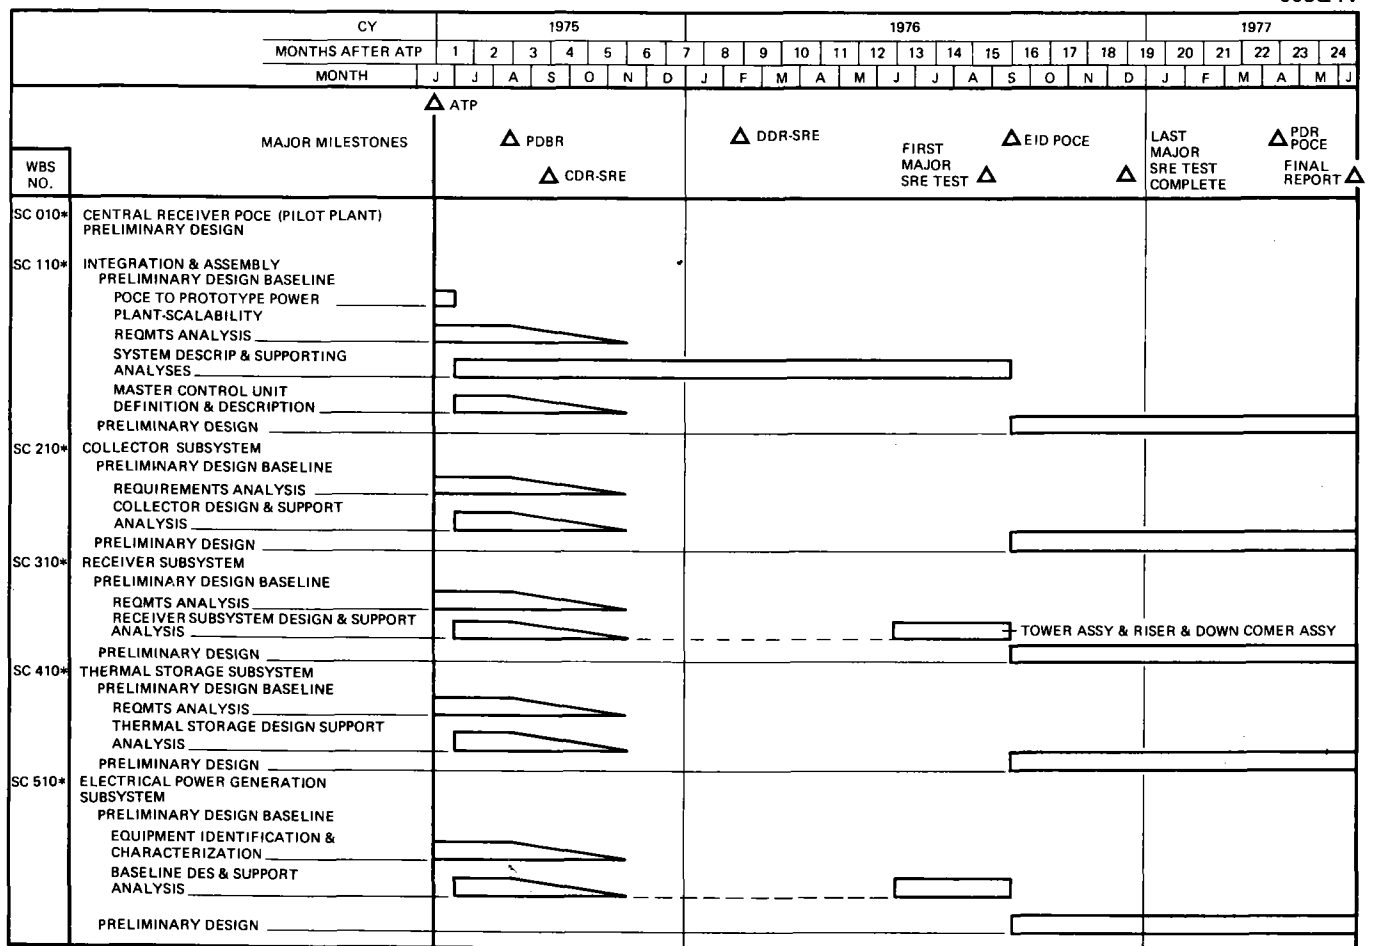 CY 1975 1976 1977
MONTHS AFTER ATP 1 2 3 4 5 6 7 8 9 10 11 12 13 14 15 16 17 18 19 20 21 22 23 24
MONTH J J A S O N D J F M A M J J A S O N D J F M A M J
ATP
MAJOR MILESTONES
PDBR
DDR-SRE
EID POCE
PDR
POCE
CDR-SRE
FIRST
MAJOR
SRE TEST
LAST
MAJOR
SRE TEST
COMPLETE
FINAL
REPORT
WBS
NO.
SC 010* CENTRAL RECEIVER POCE (PILOT PLANT)
PRELIMINARY DESIGN
SC 110* INTEGRATION & ASSEMBLY
PRELIMINARY DESIGN BASELINE
POCE TO PROTOTYPE POWER
PLANT-SCALABILITY
REQMTS ANALYSIS
SYSTEM DESCRIP & SUPPORTING
ANALYSES
MASTER CONTROL UNIT
DEFINITION & DESCRIPTION
PRELIMINARY DESIGN
SC 210* COLLECTOR SUBSYSTEM
PRELIMINARY DESIGN BASELINE
REQUIREMENTS ANALYSIS
COLLECTOR DESIGN & SUPPORT
ANALYSIS
PRELIMINARY DESIGN
SC 310* RECEIVER SUBSYSTEM
PRELIMINARY DESIGN BASELINE
REQMTS ANALYSIS
RECEIVER SUBSYSTEM DESIGN & SUPPORT
ANALYSIS
TOWER ASSY & RISER & DOWN COMER ASSY
PRELIMINARY DESIGN
SC 410* THERMAL STORAGE SUBSYSTEM
PRELIMINARY DESIGN BASELINE
REQMTS ANALYSIS
THERMAL STORAGE DESIGN SUPPORT
ANALYSIS
PRELIMINARY DESIGN
SC 510* ELECTRICAL POWER GENERATION
SUBSYSTEM
PRELIMINARY DESIGN BASELINE
EQUIPMENT IDENTIFICATION &
CHARACTERIZATION
BASELINE DES & SUPPORT
ANALYSIS
PRELIMINARY DESIGN